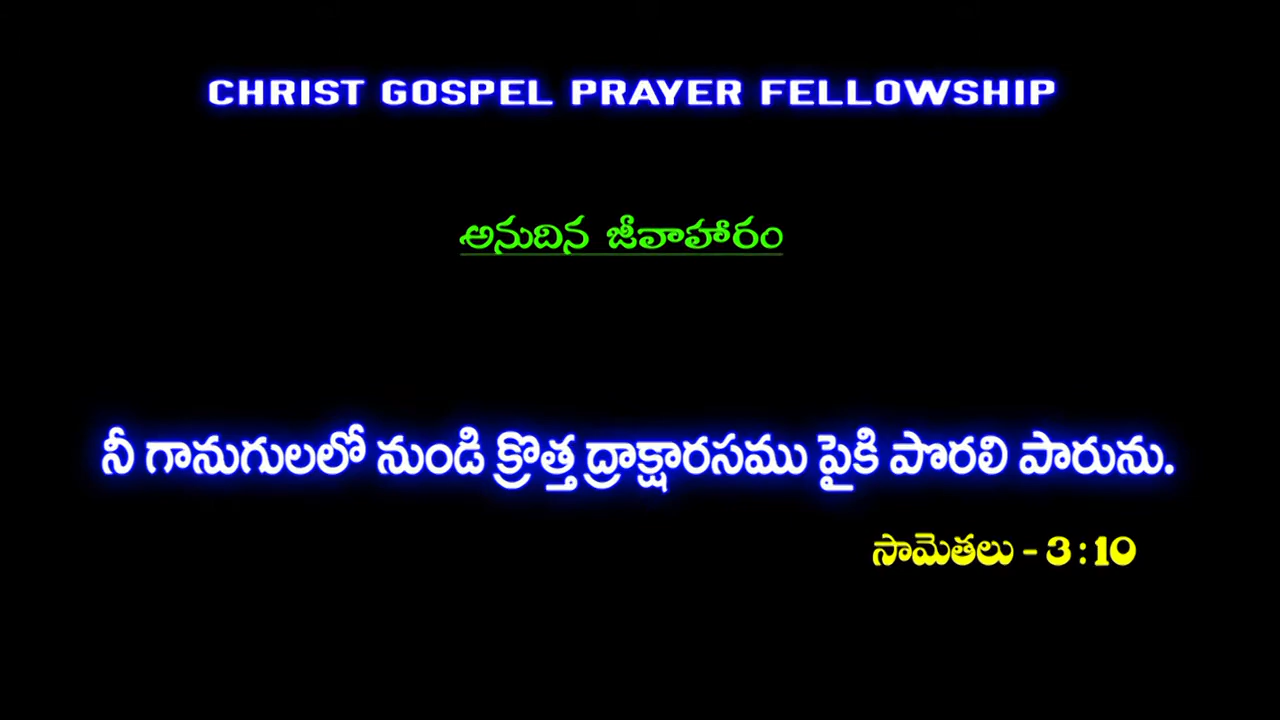 CHRIST GOSPEL PRAYER FELLOWSHIP
అనుదిన జీవాహారం
నీ గానుగులలో నుండి క్రొత్త ద్రాక్షారసము పైకి పొరలి పారును.
సామెతలు - 3 : 10